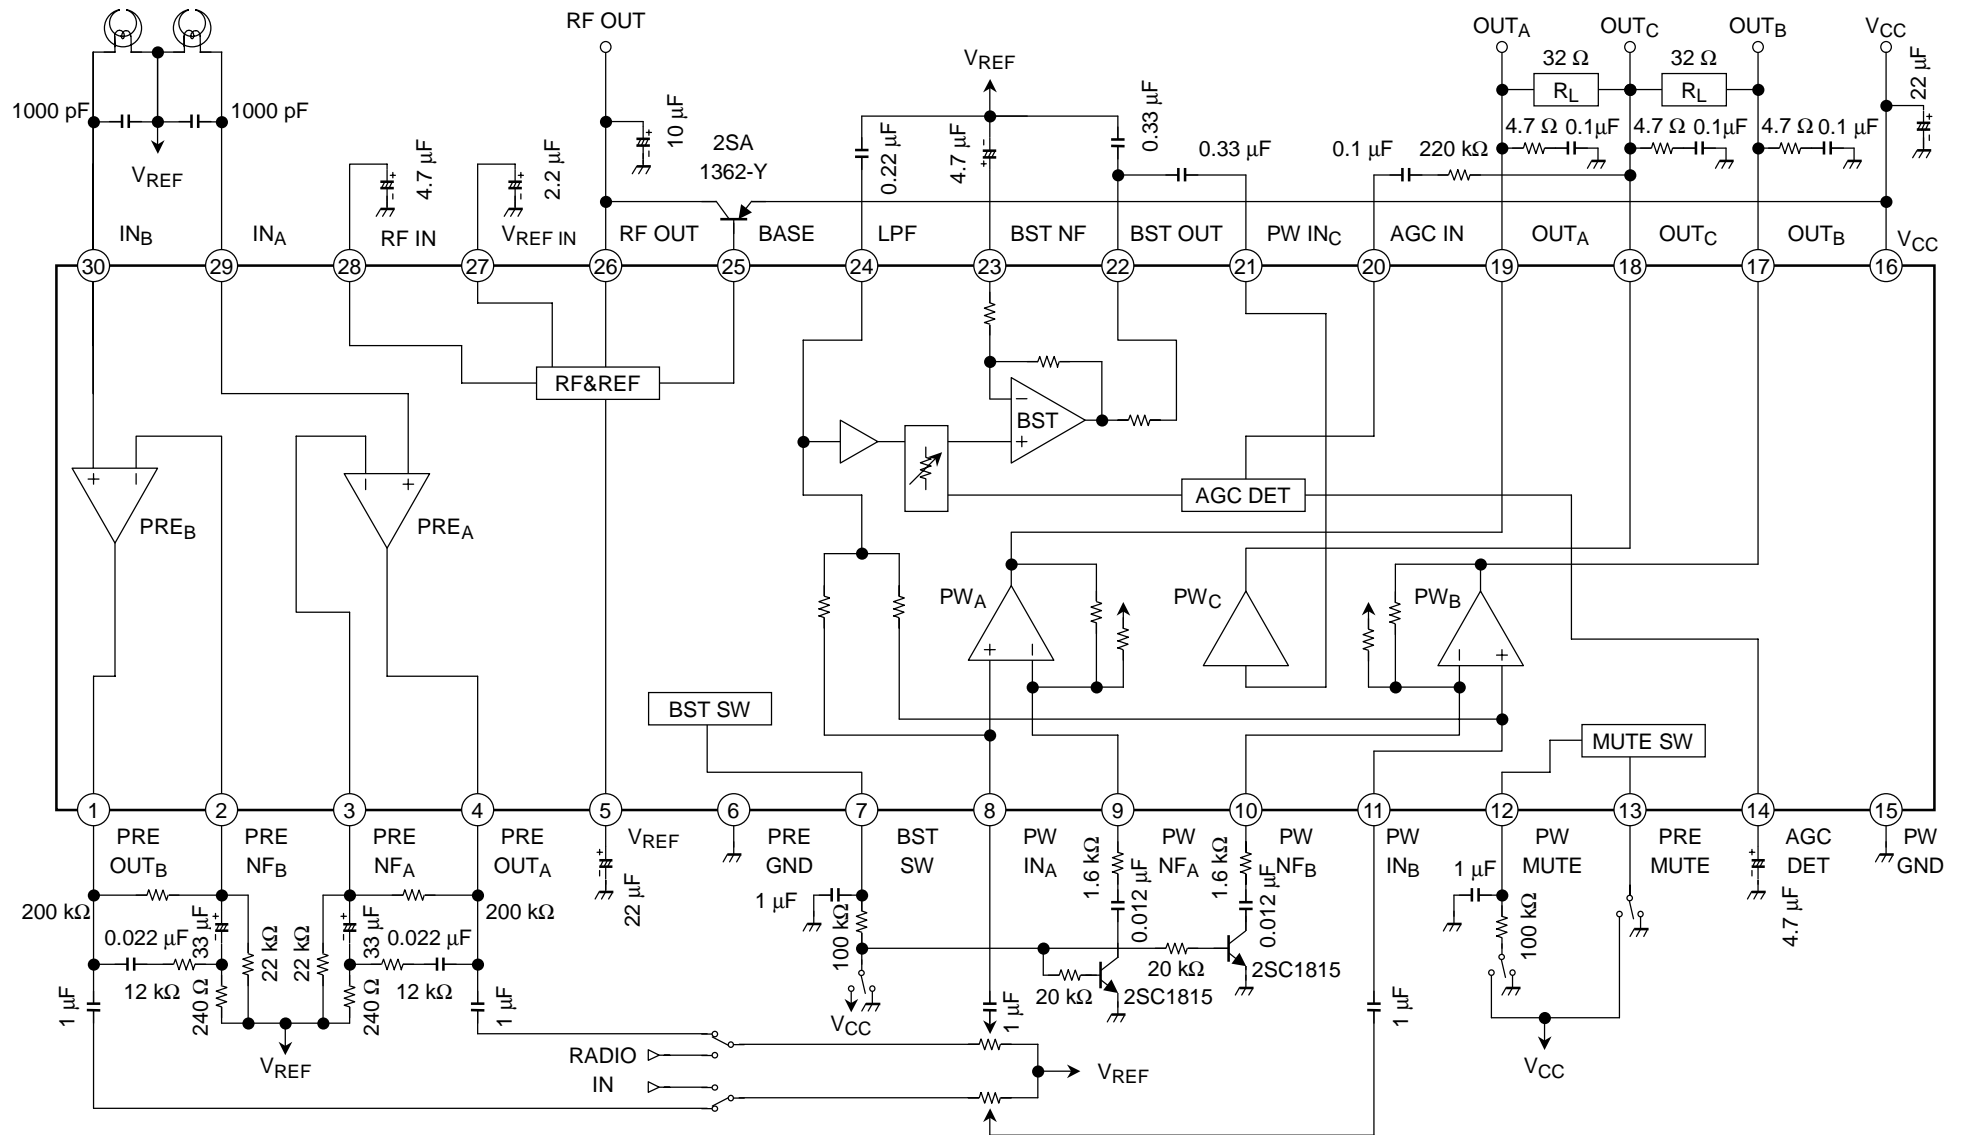 RF OUT
OUTA
OUTC
OUTB
VCC
VREF
32 Ω
32 Ω
RL
RL
22 µF
1000 pF
1000 pF
VREF
10 µF
2SA
1362-Y
4.7 µF
2.2 µF
0.22 µF
4.7 µF
0.33 µF
0.33 µF
0.1 µF
220 kΩ
4.7 Ω
0.1µF
4.7 Ω
0.1µF
4.7 Ω
0.1 µF
INB
INA
RF IN
VREF IN
RF OUT
BASE
LPF
BST NF
BST OUT
PW INC
AGC IN
OUTA
OUTC
OUTB
VCC
30
29
28
27
26
25
24
23
22
21
20
19
18
17
16
RF&REF
BST
AGC DET
PREB
PREA
PWA
PWC
PWB
BST SW
MUTE SW
1
2
3
4
5
6
7
8
9
10
11
12
13
14
15
PRE
OUTB
PRE
NFB
PRE
NFA
PRE
OUTA
VREF
PRE
GND
BST
SW
PW
INA
PW
NFA
PW
NFB
PW
INB
PW
MUTE
PRE
MUTE
AGC
DET
PW
GND
200 kΩ
200 kΩ
0.022 µF
33 µF
22 kΩ
22 kΩ
33 µF
0.022 µF
12 kΩ
240 Ω
240 Ω
12 kΩ
1 µF
1 µF
VREF
22 µF
1 µF
100 kΩ
VCC
1.6 kΩ
0.012 µF
1.6 kΩ
0.012 µF
20 kΩ
2SC1815
20 kΩ
2SC1815
1 µF
1 µF
1 µF
100 kΩ
4.7 µF
VCC
RADIO
IN
VREF